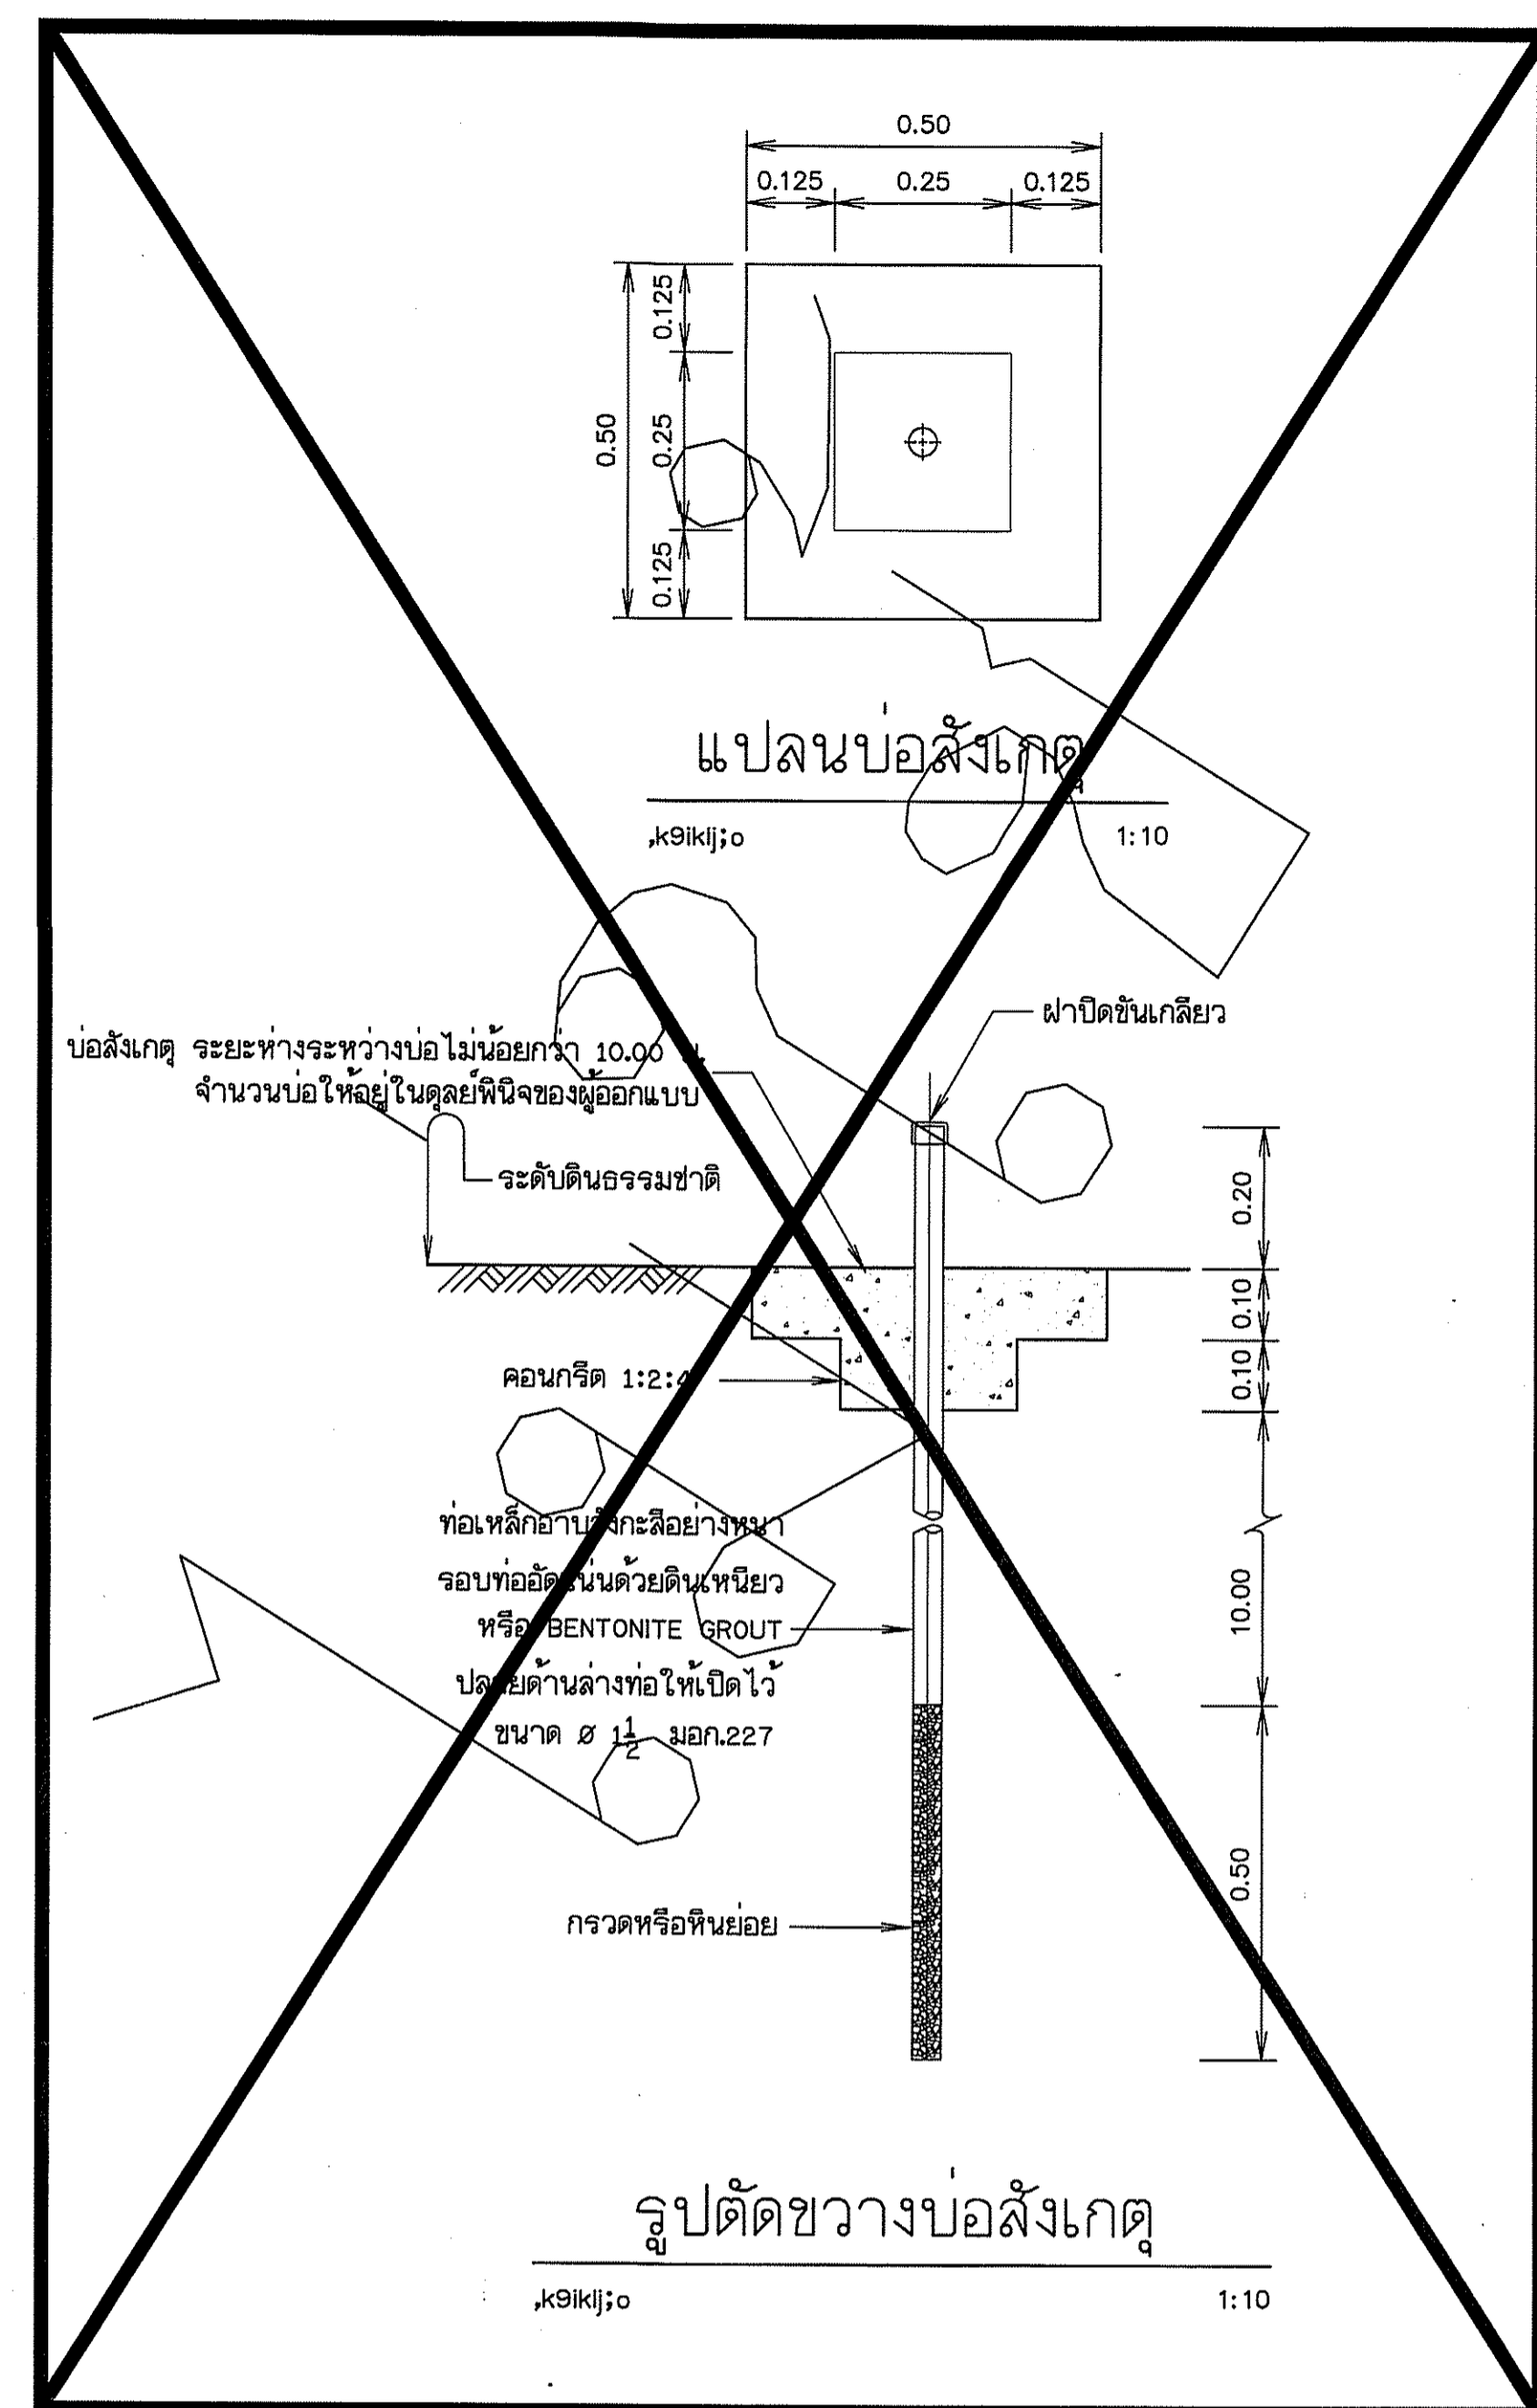 0.50
0.125 0.25 0.125
0.125
0.25
0.50
0.125
แปลนบ่อสังเกตุ
,k9iklj;o 1:10
ฝาปิดขันเกลียว
บ่อสังเกตุ ระยะห่างระหว่างบ่อไม่น้อยกว่า 10.00
จำนวนบ่อให้อยู่ในดุลย์พินิจของผู้ออกแบบ
ระดับดินธรรมชาติ
0.20
0.10
0.10
คอนกรีต 1:2:4
ท่อเหล็กอาบสังกะสีอย่างหนา
รอบท่ออัดแน่นด้วยดินเหนียว
หรือ BENTONITE GROUT
ปลายด้านล่างท่อให้เปิดไว้
ขนาด Ø 1 1/2 มอก.227
10.00
0.50
กรวดหรือหินย่อย
รูปตัดขวางบ่อสังเกตุ
,k9iklj;o 1:10